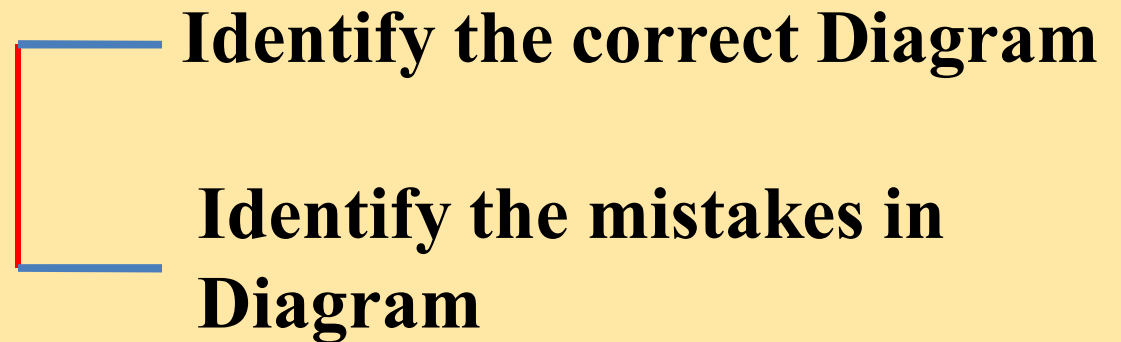 Identify the correct Diagram
Identify the mistakes in
Diagram